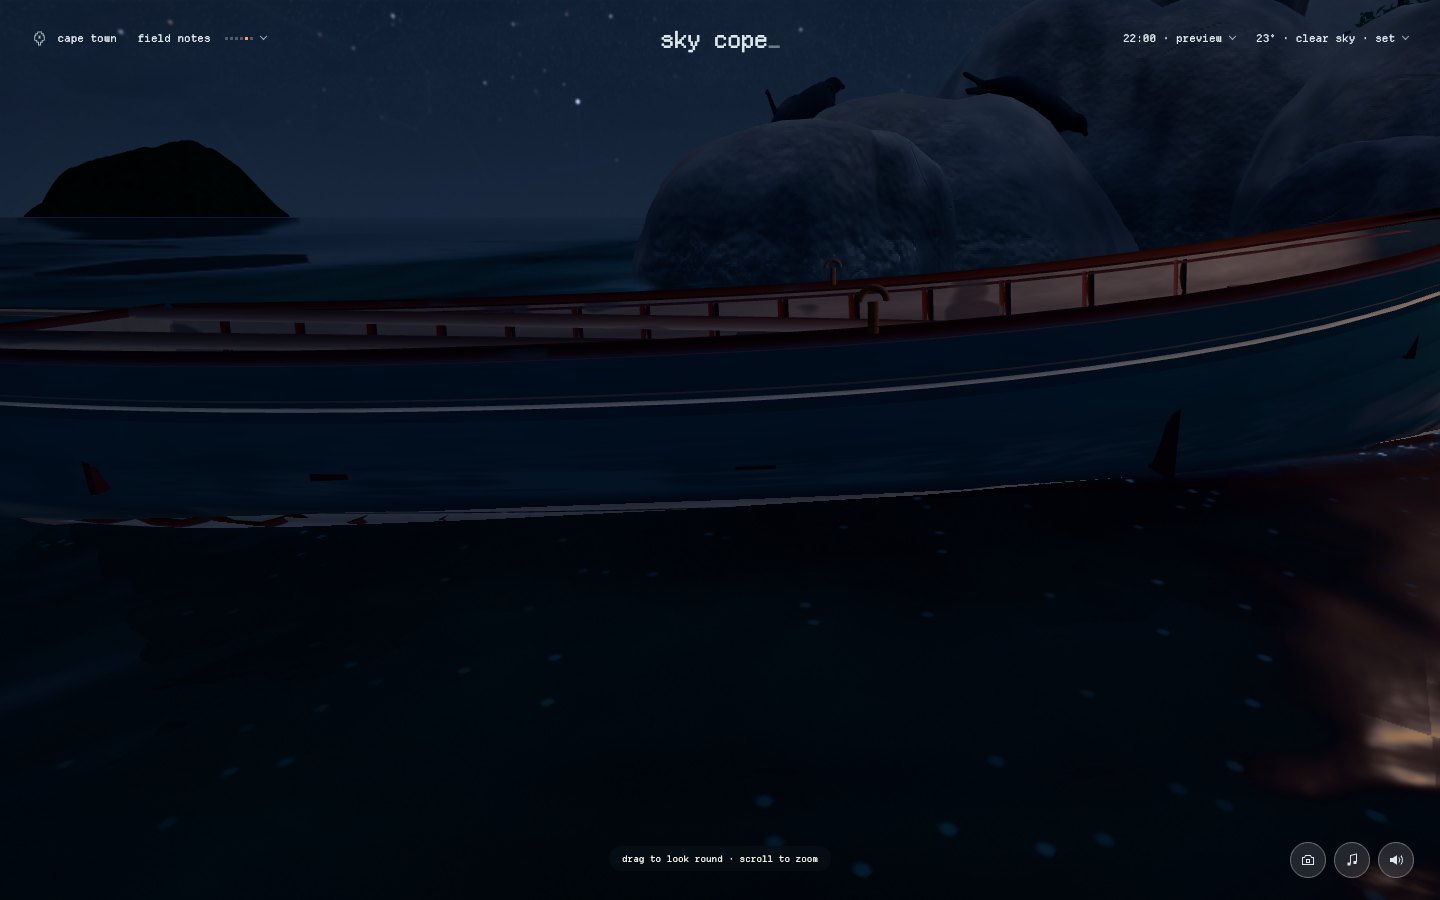 cape town
field notes
sky cope_
22:00 · preview
23° · clear sky · set
drag to look round · scroll to zoom